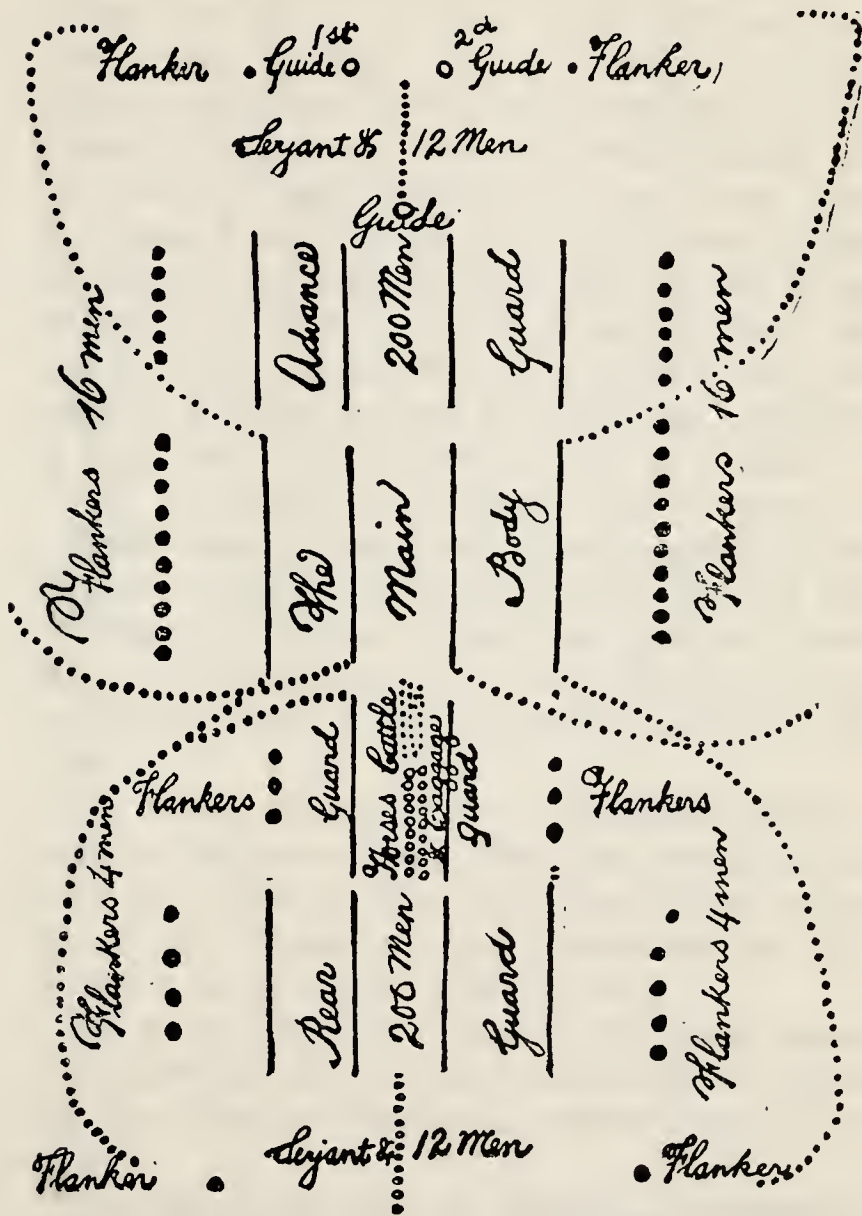 Flanker 1st Guide 2d Guide Flanker
Serjant & 12 Men
Guide
Advance 200 Men Guard
Flankers 16 men
Flankers 16 men
The Main Body
Horses Cattle & Baggage
Guard
Guard
Flankers
Flankers
Flankers 4 men
Flankers 4 men
Rear 200 Men Guard
Serjant & 12 Men
Flanker
Flanker